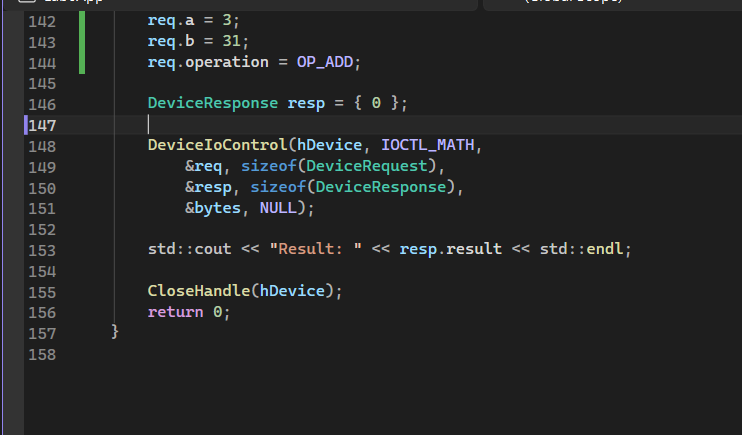 142 req.a = 3;
143 req.b = 31;
144 req.operation = OP_ADD;
145
146 DeviceResponse resp = { 0 };
147
148 DeviceIoControl(hDevice, IOCTL_MATH,
149 &req, sizeof(DeviceRequest),
150 &resp, sizeof(DeviceResponse),
151 &bytes, NULL);
152
153 std::cout << "Result: " << resp.result << std::endl;
154
155 CloseHandle(hDevice);
156 return 0;
157 }
158